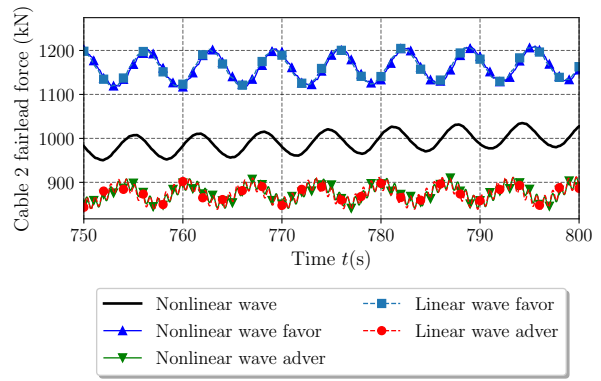 Cable 2 fairlead force (kN)
1200
1100
1000
900
750 760 770 780 790 800
Time t(s)
Nonlinear wave
Nonlinear wave favor
Nonlinear wave adver
Linear wave favor
Linear wave adver